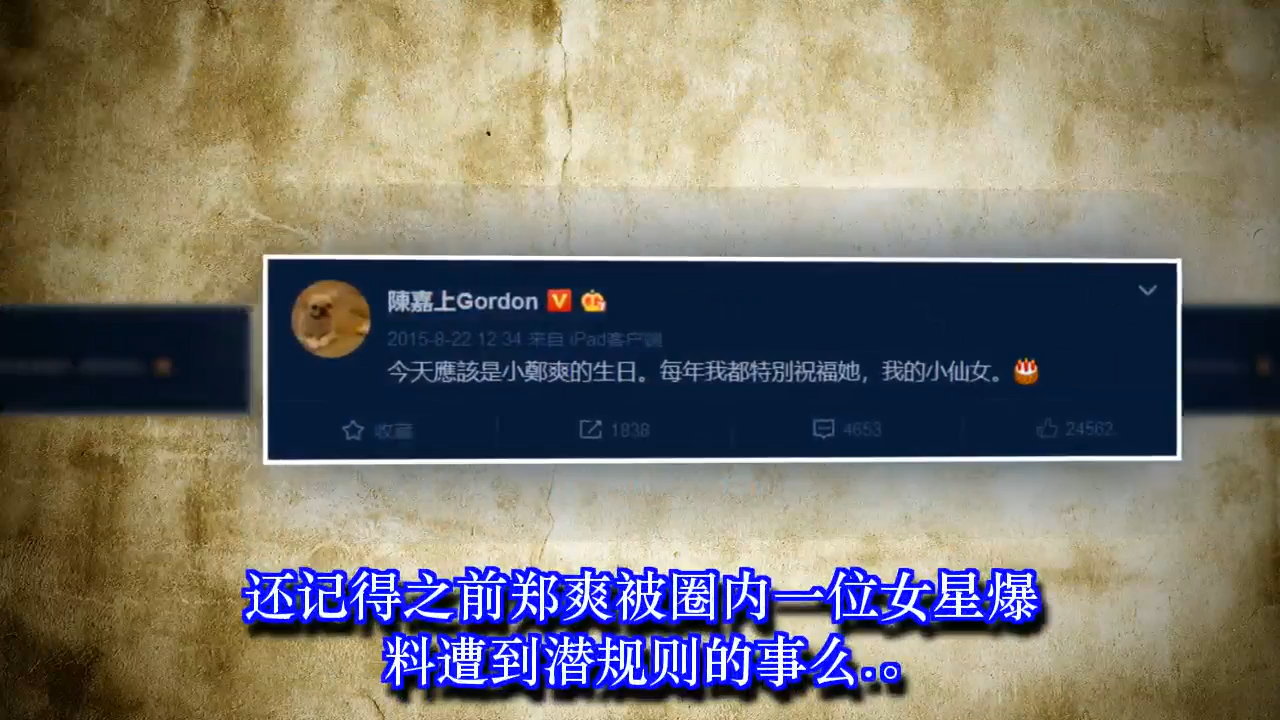 陳嘉上Gordon
2015-8-22 12:34 来自 iPad客户端
今天應該是小鄭爽的生日。每年我都特別祝福她，我的小仙女。
收藏 1838 4653 24562
还记得之前郑爽被圈内一位女星爆
料遭到潜规则的事么.。